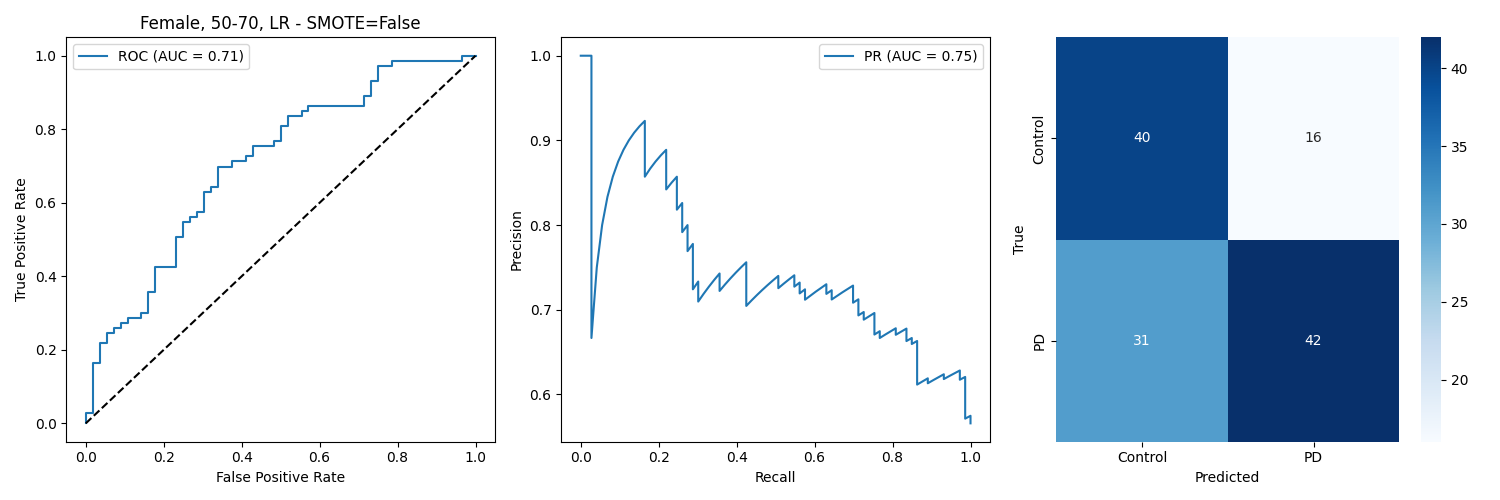 Female, 50-70, LR - SMOTE=False
ROC (AUC = 0.71)
True Positive Rate
1.0
0.8
0.6
0.4
0.2
0.0
0.0 0.2 0.4 0.6 0.8 1.0
False Positive Rate
PR (AUC = 0.75)
Precision
1.0
0.9
0.8
0.7
0.6
0.0 0.2 0.4 0.6 0.8 1.0
Recall
True
Control
PD
40 16
31 42
Control PD
Predicted
40
35
30
25
20